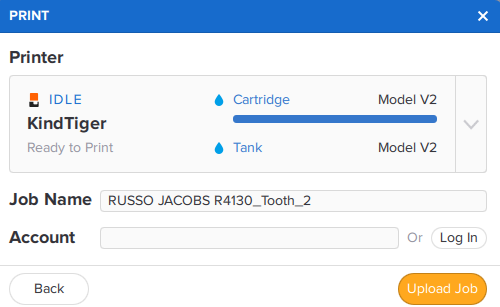 PRINT
Printer
IDLE
Cartridge Model V2
KindTiger
Ready to Print
Tank Model V2
Job Name RUSSO JACOBS R4130_Tooth_2
Account Or Log In
Back Upload Job